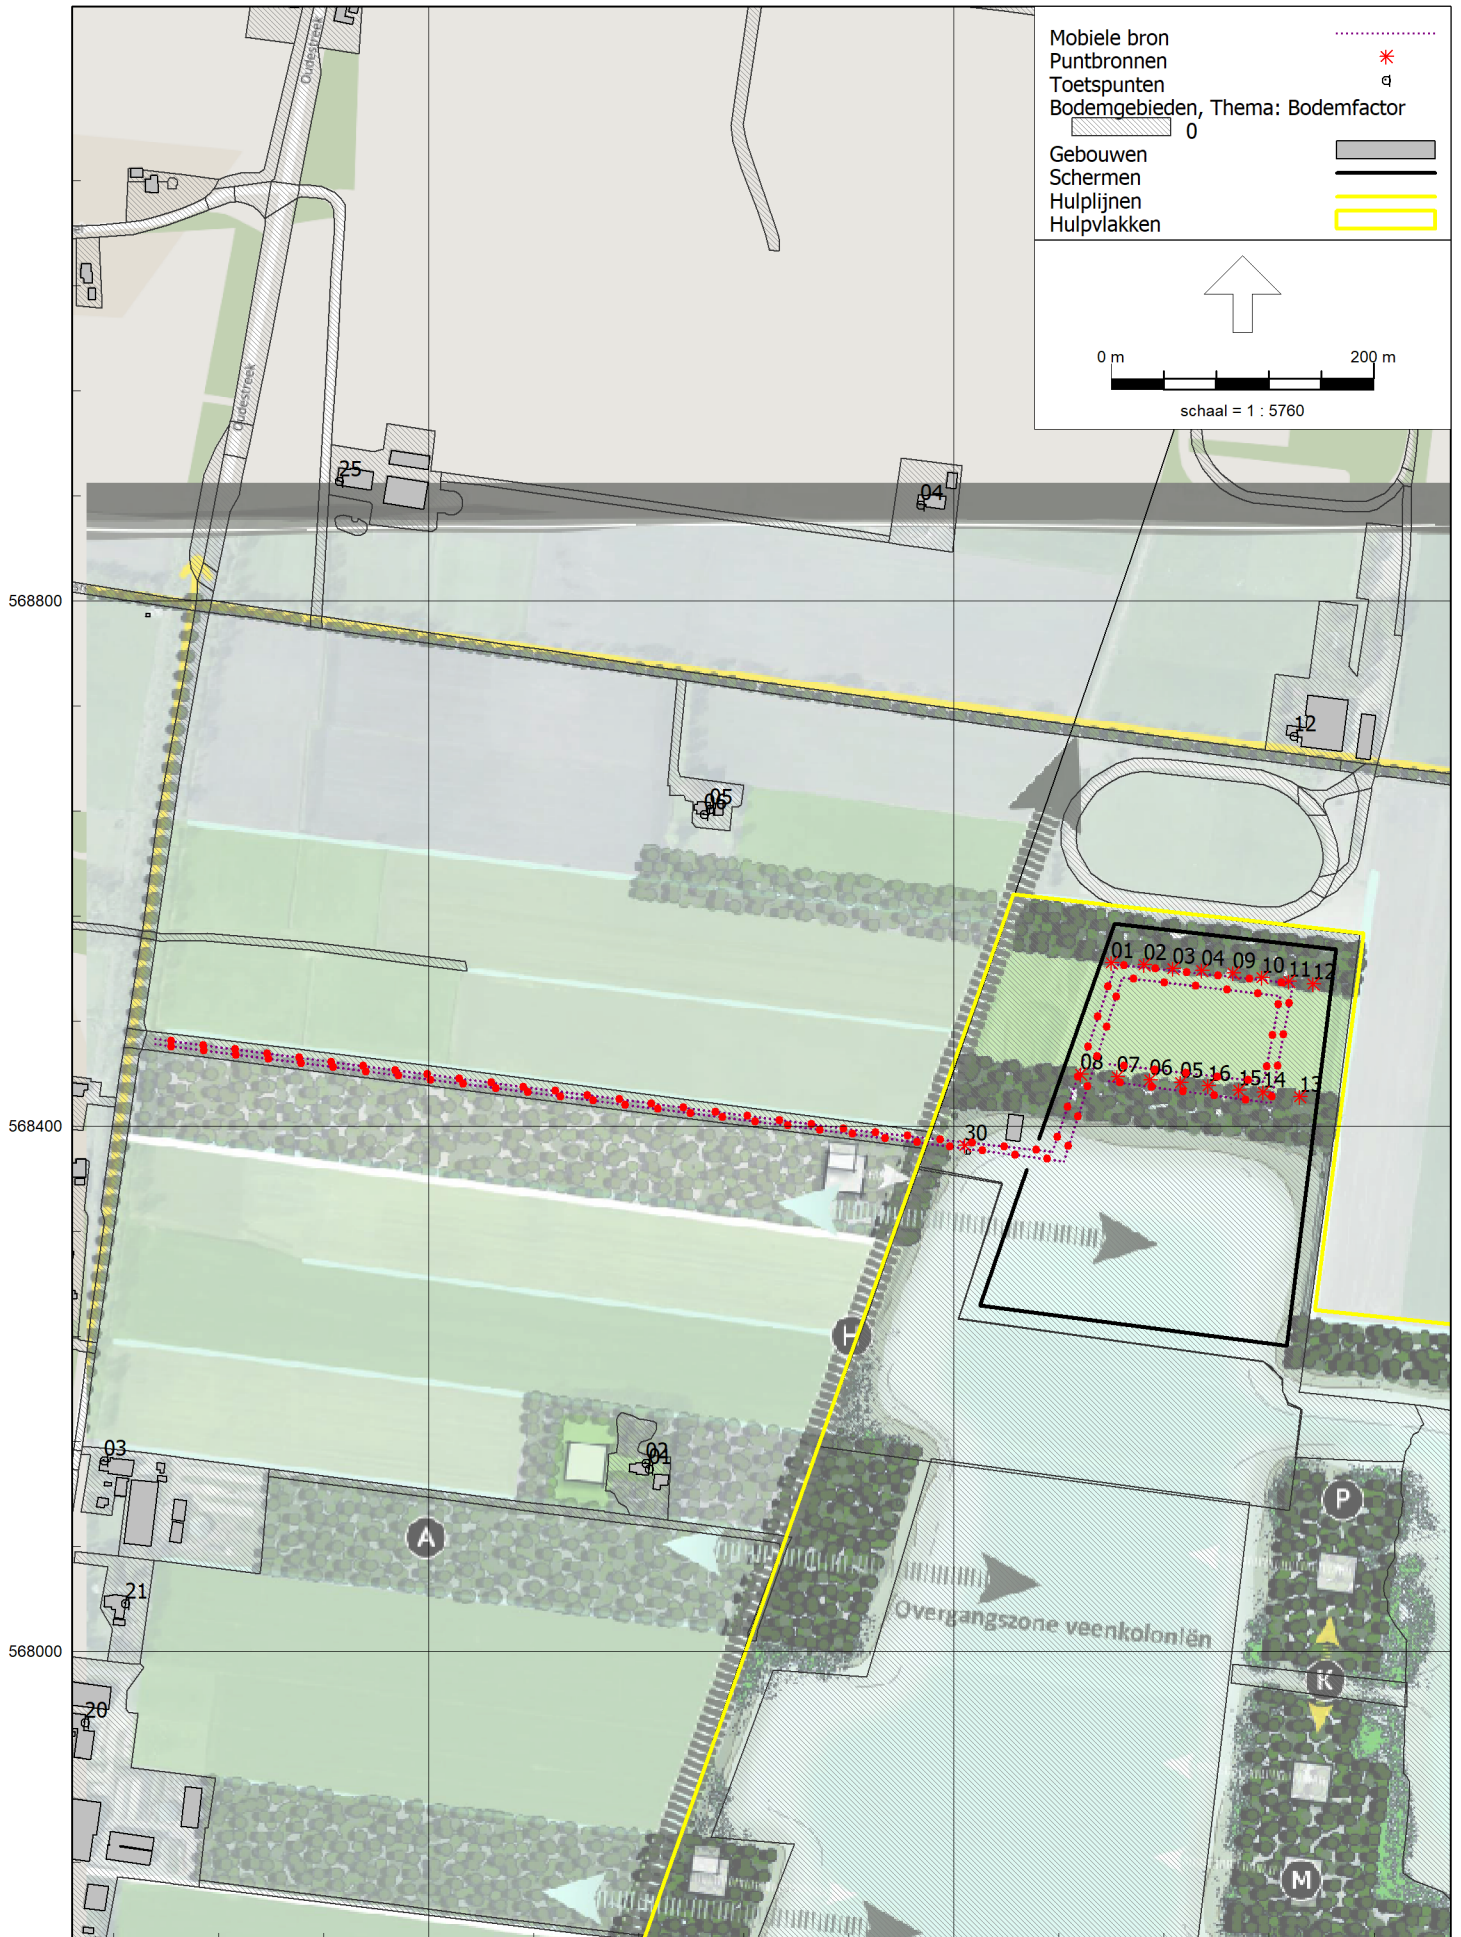 Oudestreek
Mobiele bron
Puntbronnen
Toetspunten
Bodemgebieden, Thema: Bodemfactor
0
Gebouwen
Schermen
Hulplijnen
Hulpvlakken
0 m 200 m
schaal = 1 : 5760
Oudestreek
25
04
568800
12
05
06
01 02 03 04 09 10 11 12
08 07 06 05 16 15 14 13
568400
30
H
03
02
01
P
A
21
Overgangszone veenkoloniën
568000
K
20
M